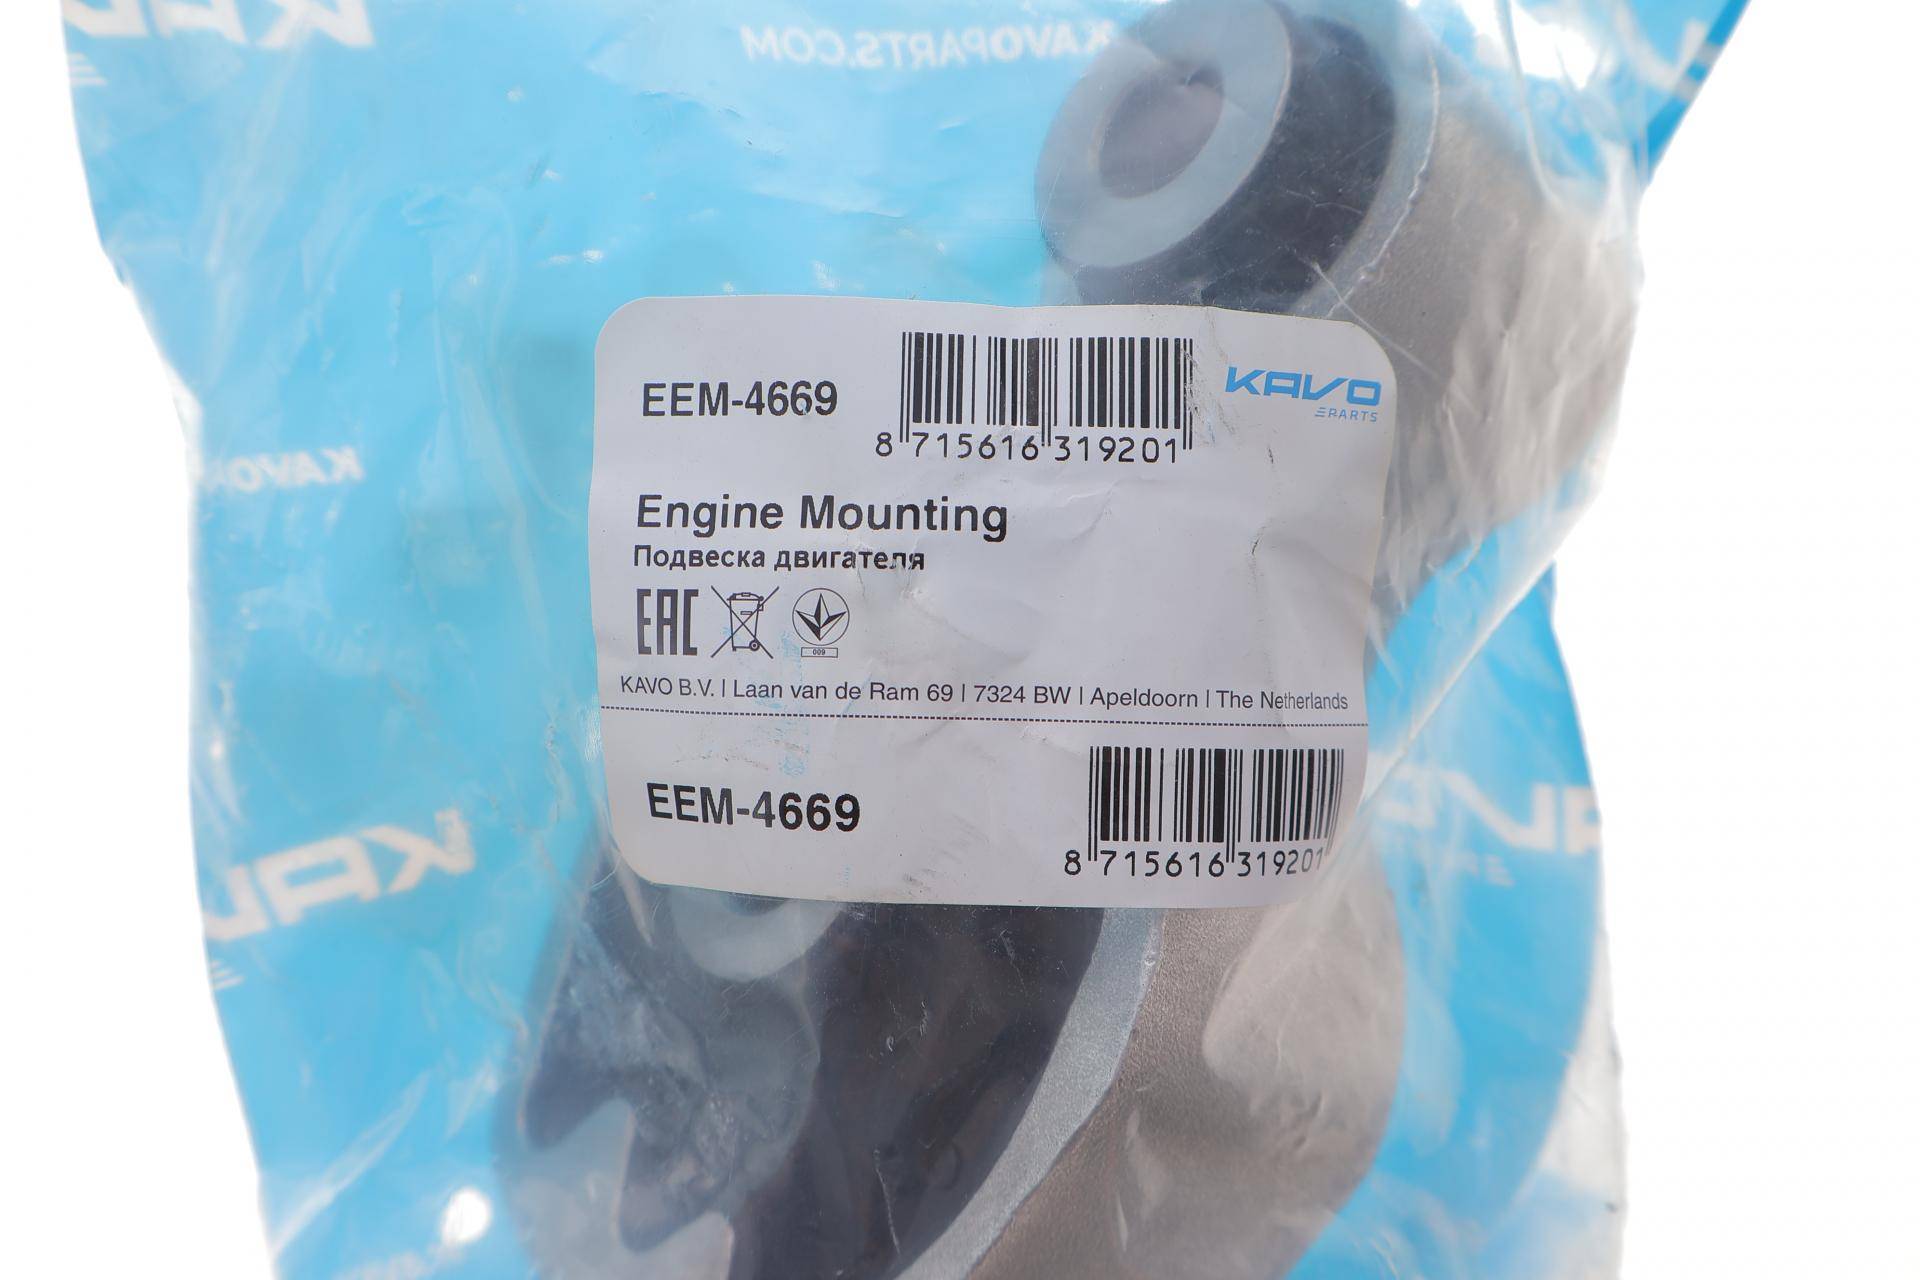 KAVOPARTS.COM
EEM-4669
8 715616 319201
KAVO
PARTS
Engine Mounting
Подвеска двигателя
EAC
009
KAVO B.V. | Laan van de Ram 69 | 7324 BW | Apeldoorn | The Netherlands
EEM-4669
8 715616 319201
KAVO